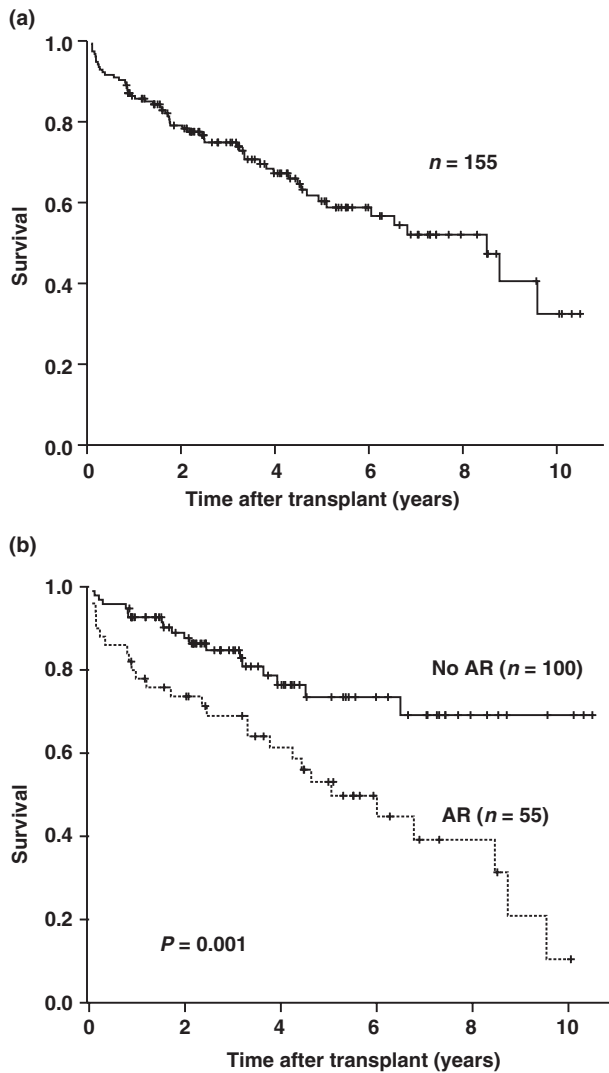 (a)
1.0
0.8
n = 155
0.6
Survival
0.4
0.2
0.0
0 2 4 6 8 10
Time after transplant (years)
(b)
1.0
No AR (n = 100)
0.8
0.6
Survival
AR (n = 55)
0.4
0.2
P = 0.001
0.0
0 2 4 6 8 10
Time after transplant (years)